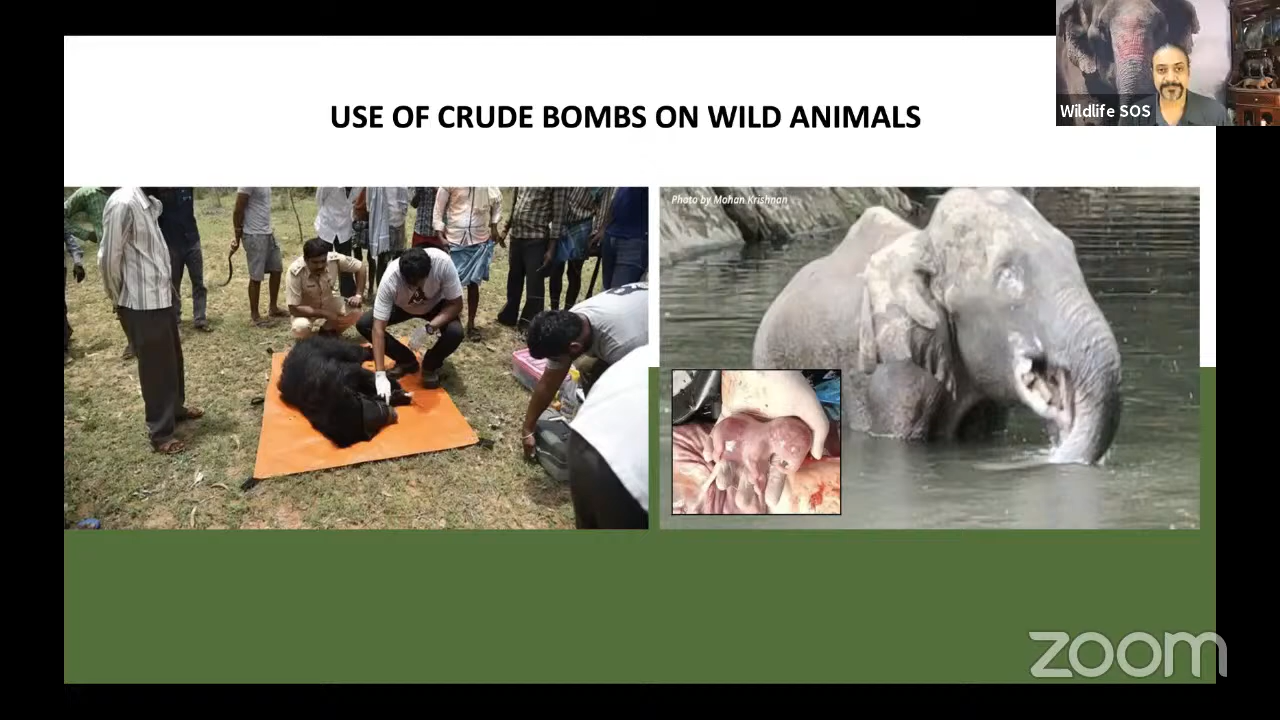 USE OF CRUDE BOMBS ON WILD ANIMALS
Wildlife SOS
Photo by Mohan Krishnan
zoom